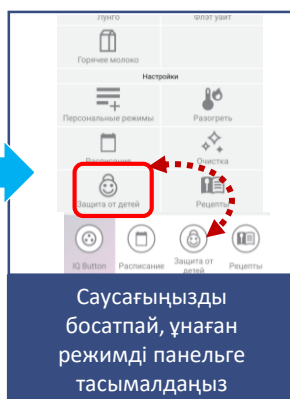 Лунго Флэт уайт
Горячее молоко
Настройки
Персональные режимы Разогреть
Расписание Очистка
Защита от детей Рецепты
IQ Button Расписание Защита от детей Рецепты
Саусағыңызды
босатпай, ұнаған
режимді панельге
тасымалдаңыз